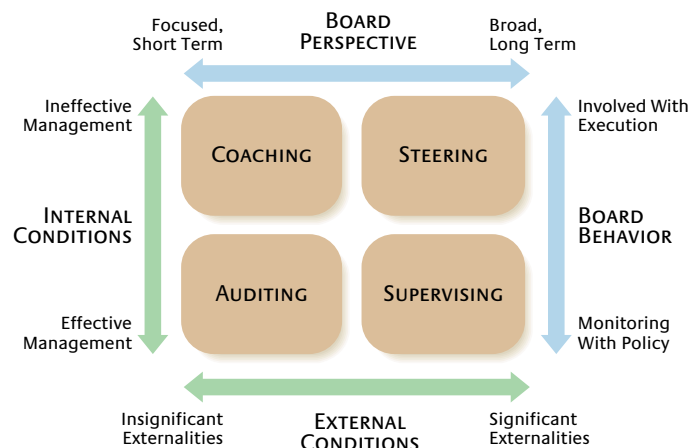 Focused,
Short Term
BOARD
PERSPECTIVE
Broad,
Long Term
Ineffective
Management
Involved With
Execution
COACHING
STEERING
INTERNAL
CONDITIONS
BOARD
BEHAVIOR
AUDITING
SUPERVISING
Effective
Management
Monitoring
With Policy
Insignificant
Externalities
EXTERNAL
CONDITIONS
Significant
Externalities